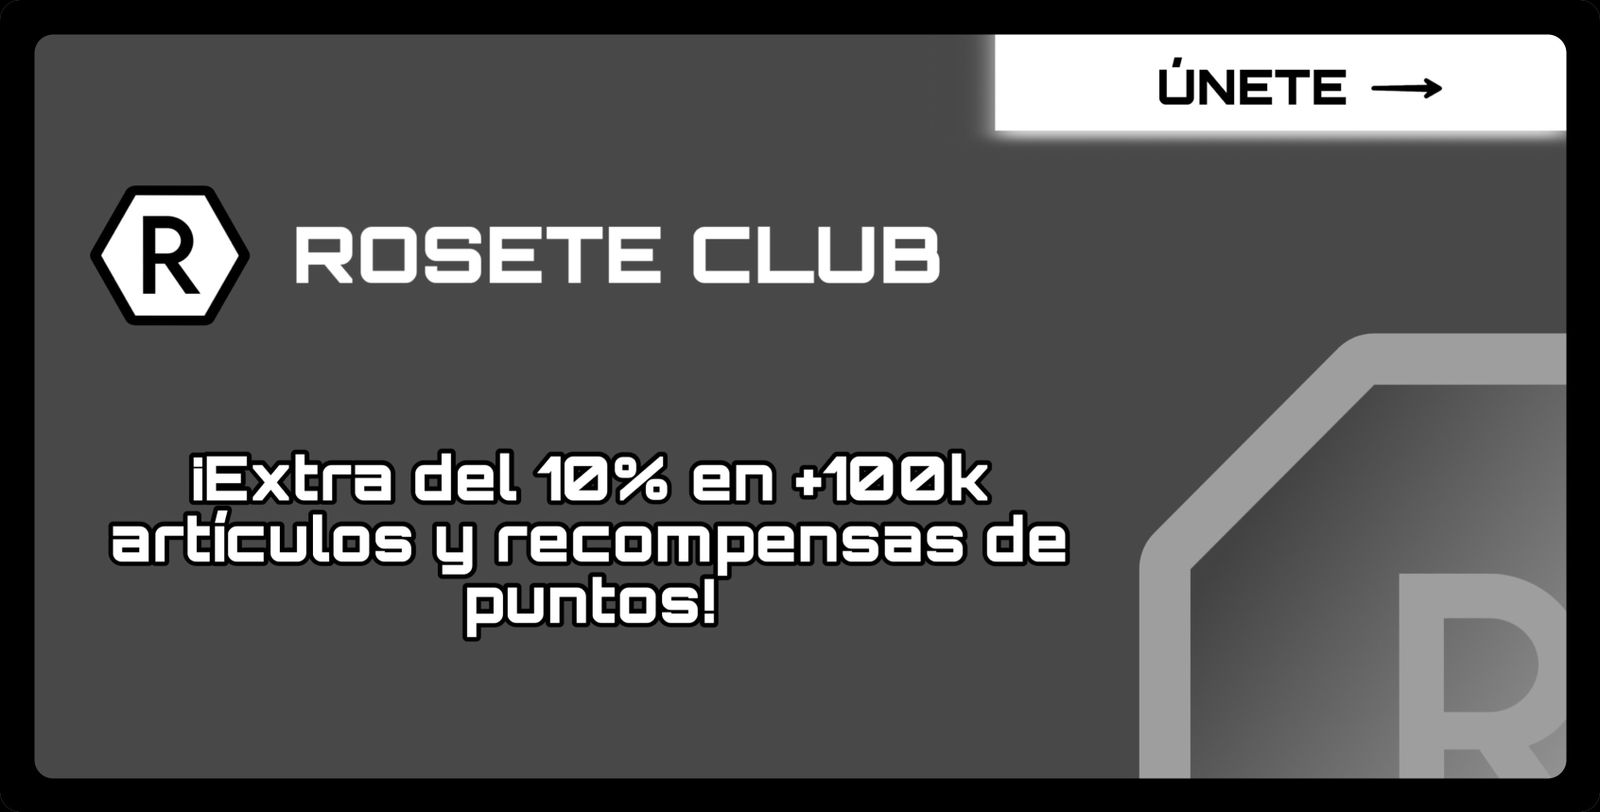 ÚNETE →
R
ROSETE CLUB
¡Extra del 10% en +100k
artículos y recompensas de
puntos!
R